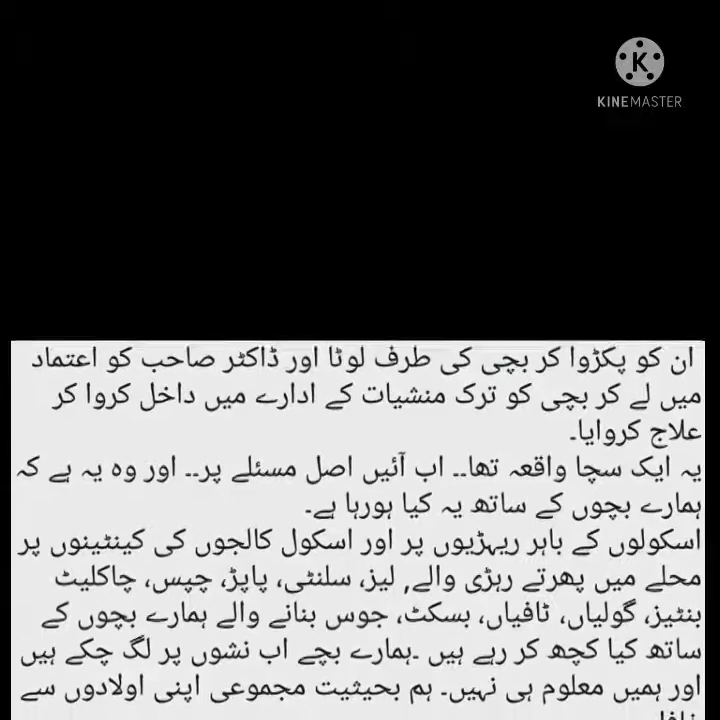 KINEMASTER
ان کو پکڑوا کر بچی کی طرف لوٹا اور ڈاکٹر صاحب کو اعتماد
میں لے کر بچی کو ترک منشیات کے ادارے میں داخل کروا کر
علاج کروایا۔
یہ ایک سچا واقعہ تھا۔۔ اب آئیں اصل مسئلے پر۔۔ اور وہ یہ ہے کہ
ہمارے بچوں کے ساتھ یہ کیا ہورہا ہے۔
اسکولوں کے باہر ریہڑیوں پر اور اسکول کالجوں کی کینٹینوں پر
محلے میں پھرتے رہڑی والے, لیز، سلنٹی، پاپڑ، چپس، چاکلیٹ
بنٹیز، گولیاں، ٹافیاں، بسکٹ، جوس بنانے والے ہمارے بچوں کے
ساتھ کیا کچھ کر رہے ہیں ۔ہمارے بچے اب نشوں پر لگ چکے ہیں
اور ہمیں معلوم ہی نہیں۔ ہم بحیثیت مجموعی اپنی اولادوں سے